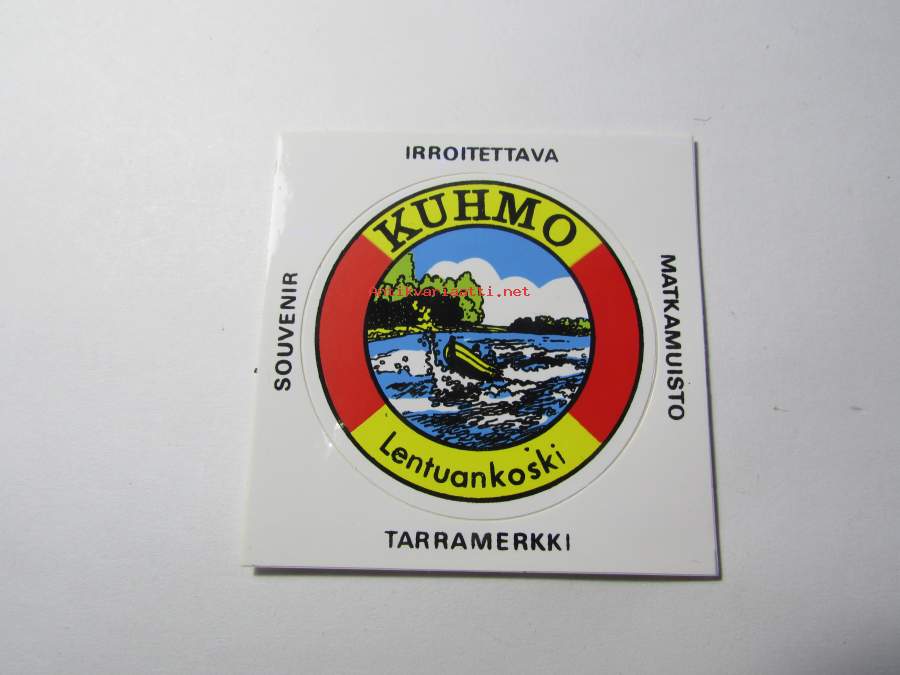 IRROITETTAVA
KUHMO
Antikvariaatti.net
SOUVENIR
MATKAMUISTO
Lentuankoski
TARRAMERKKI